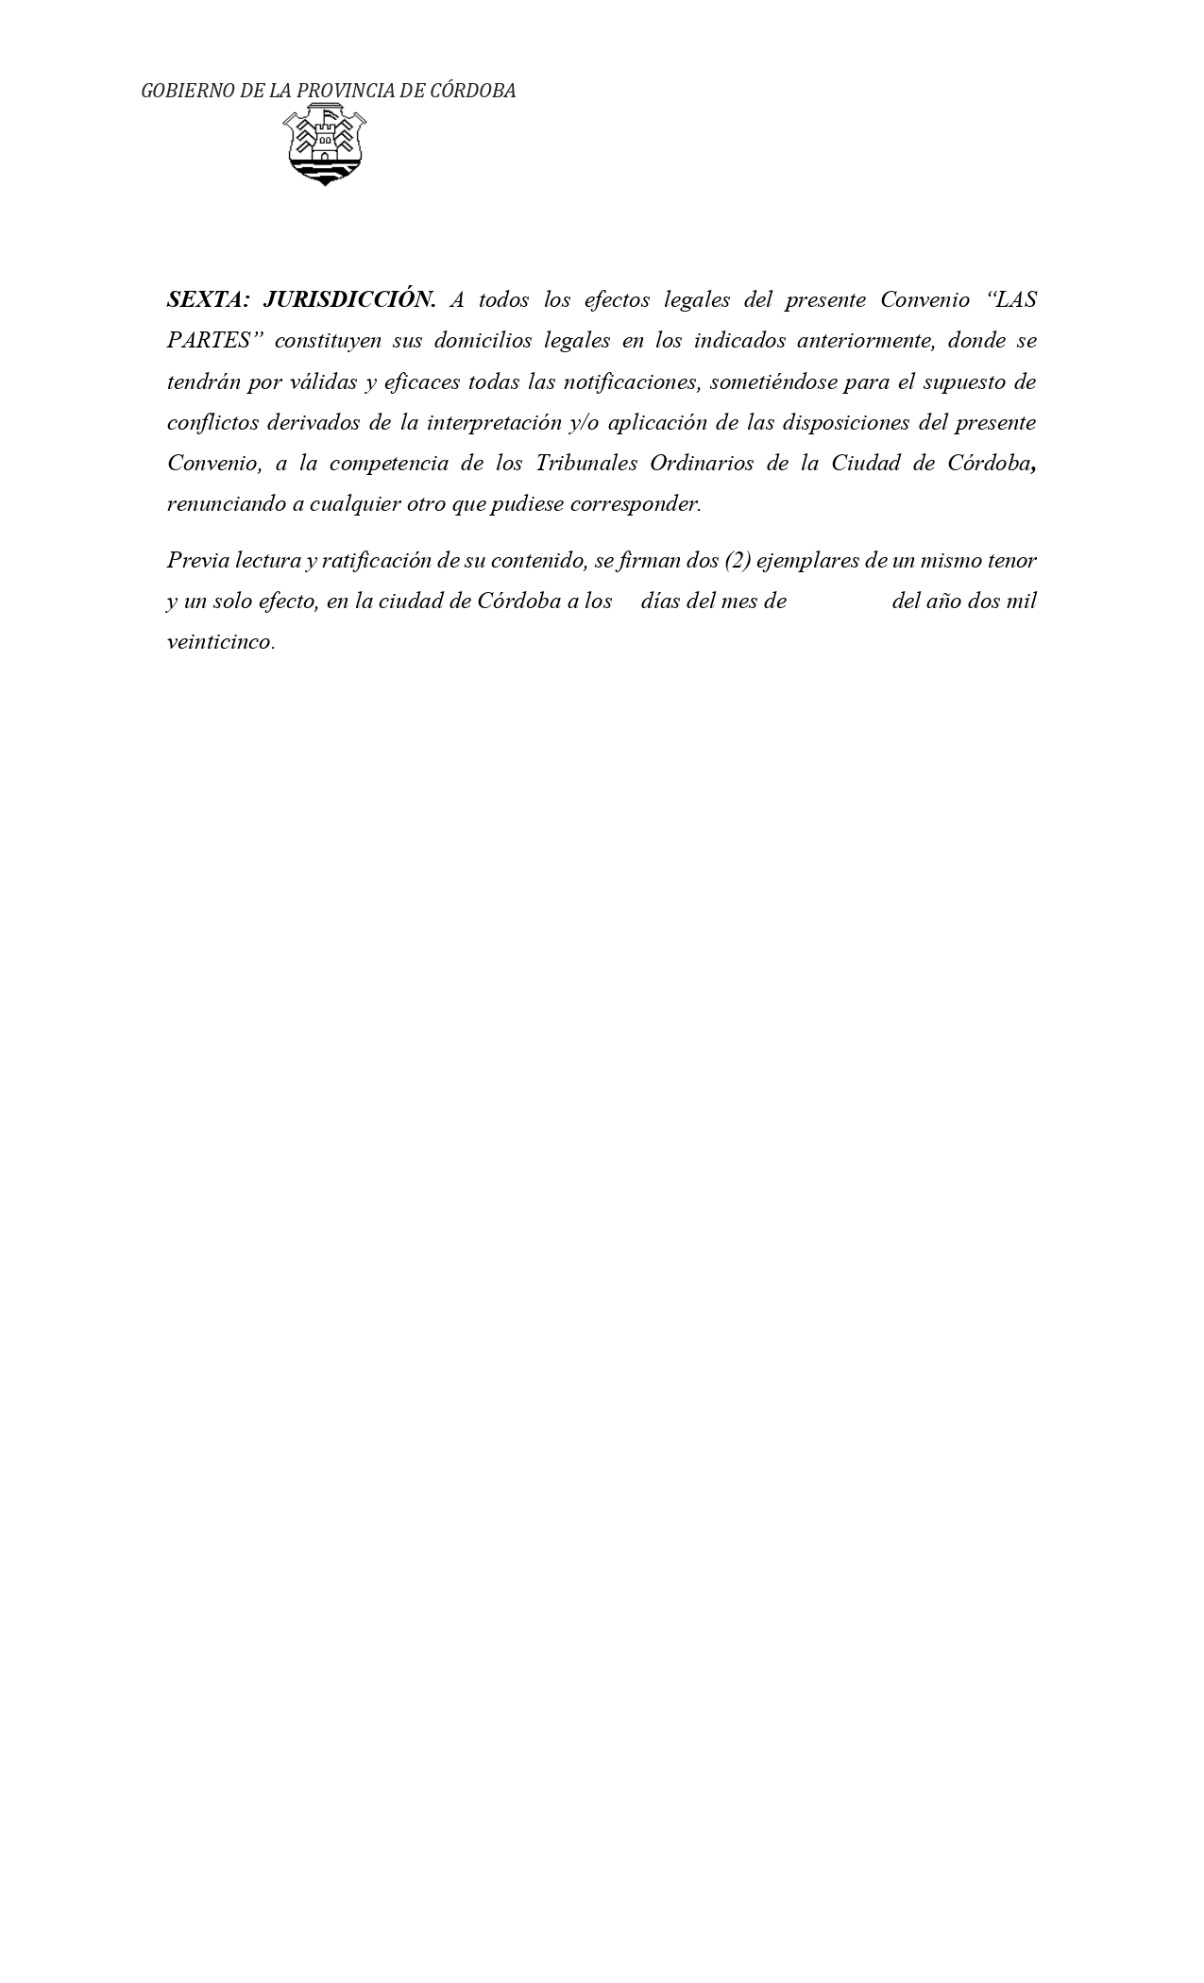 GOBIERNO DE LA PROVINCIA DE CÓRDOBA
SEXTA: JURISDICCIÓN. A todos los efectos legales del presente Convenio “LAS
PARTES” constituyen sus domicilios legales en los indicados anteriormente, donde se
tendrán por válidas y eficaces todas las notificaciones, sometiéndose para el supuesto de
conflictos derivados de la interpretación y/o aplicación de las disposiciones del presente
Convenio, a la competencia de los Tribunales Ordinarios de la Ciudad de Córdoba,
renunciando a cualquier otro que pudiese corresponder.
Previa lectura y ratificación de su contenido, se firman dos (2) ejemplares de un mismo tenor
y un solo efecto, en la ciudad de Córdoba a los días del mes de del año dos mil
veinticinco.